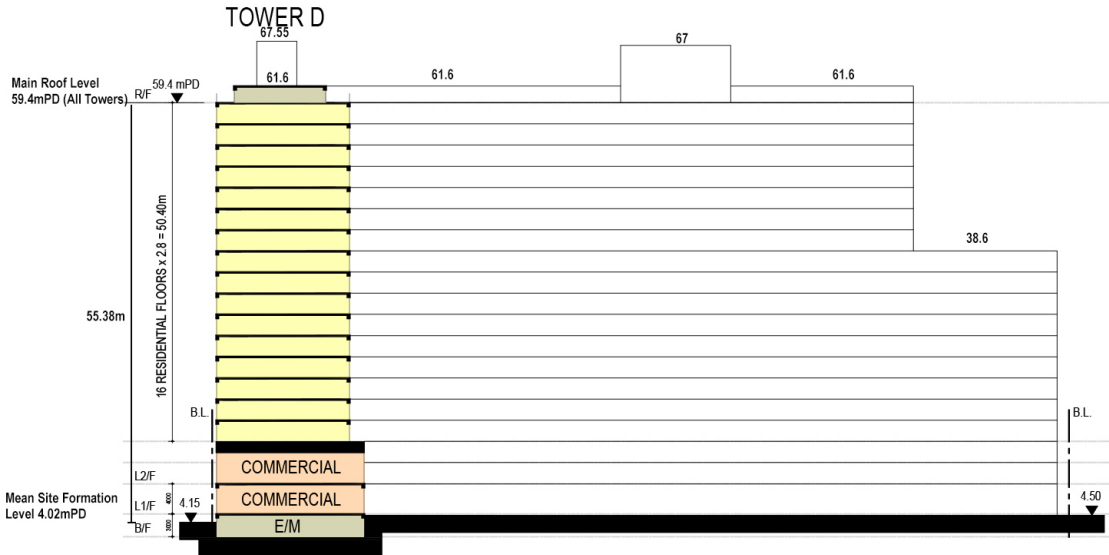 TOWER D
67.55
67
Main Roof Level
59.4mPD (All Towers)
R/F
59.4 mPD
61.6
61.6
61.6
38.6
16 RESIDENTIAL FLOORS x 2.8 = 50.40m
55.38m
B.L.
B.L.
COMMERCIAL
L2/F
4000
COMMERCIAL
Mean Site Formation
Level 4.02mPD
L1/F
4.15
4.50
B/F
E/M